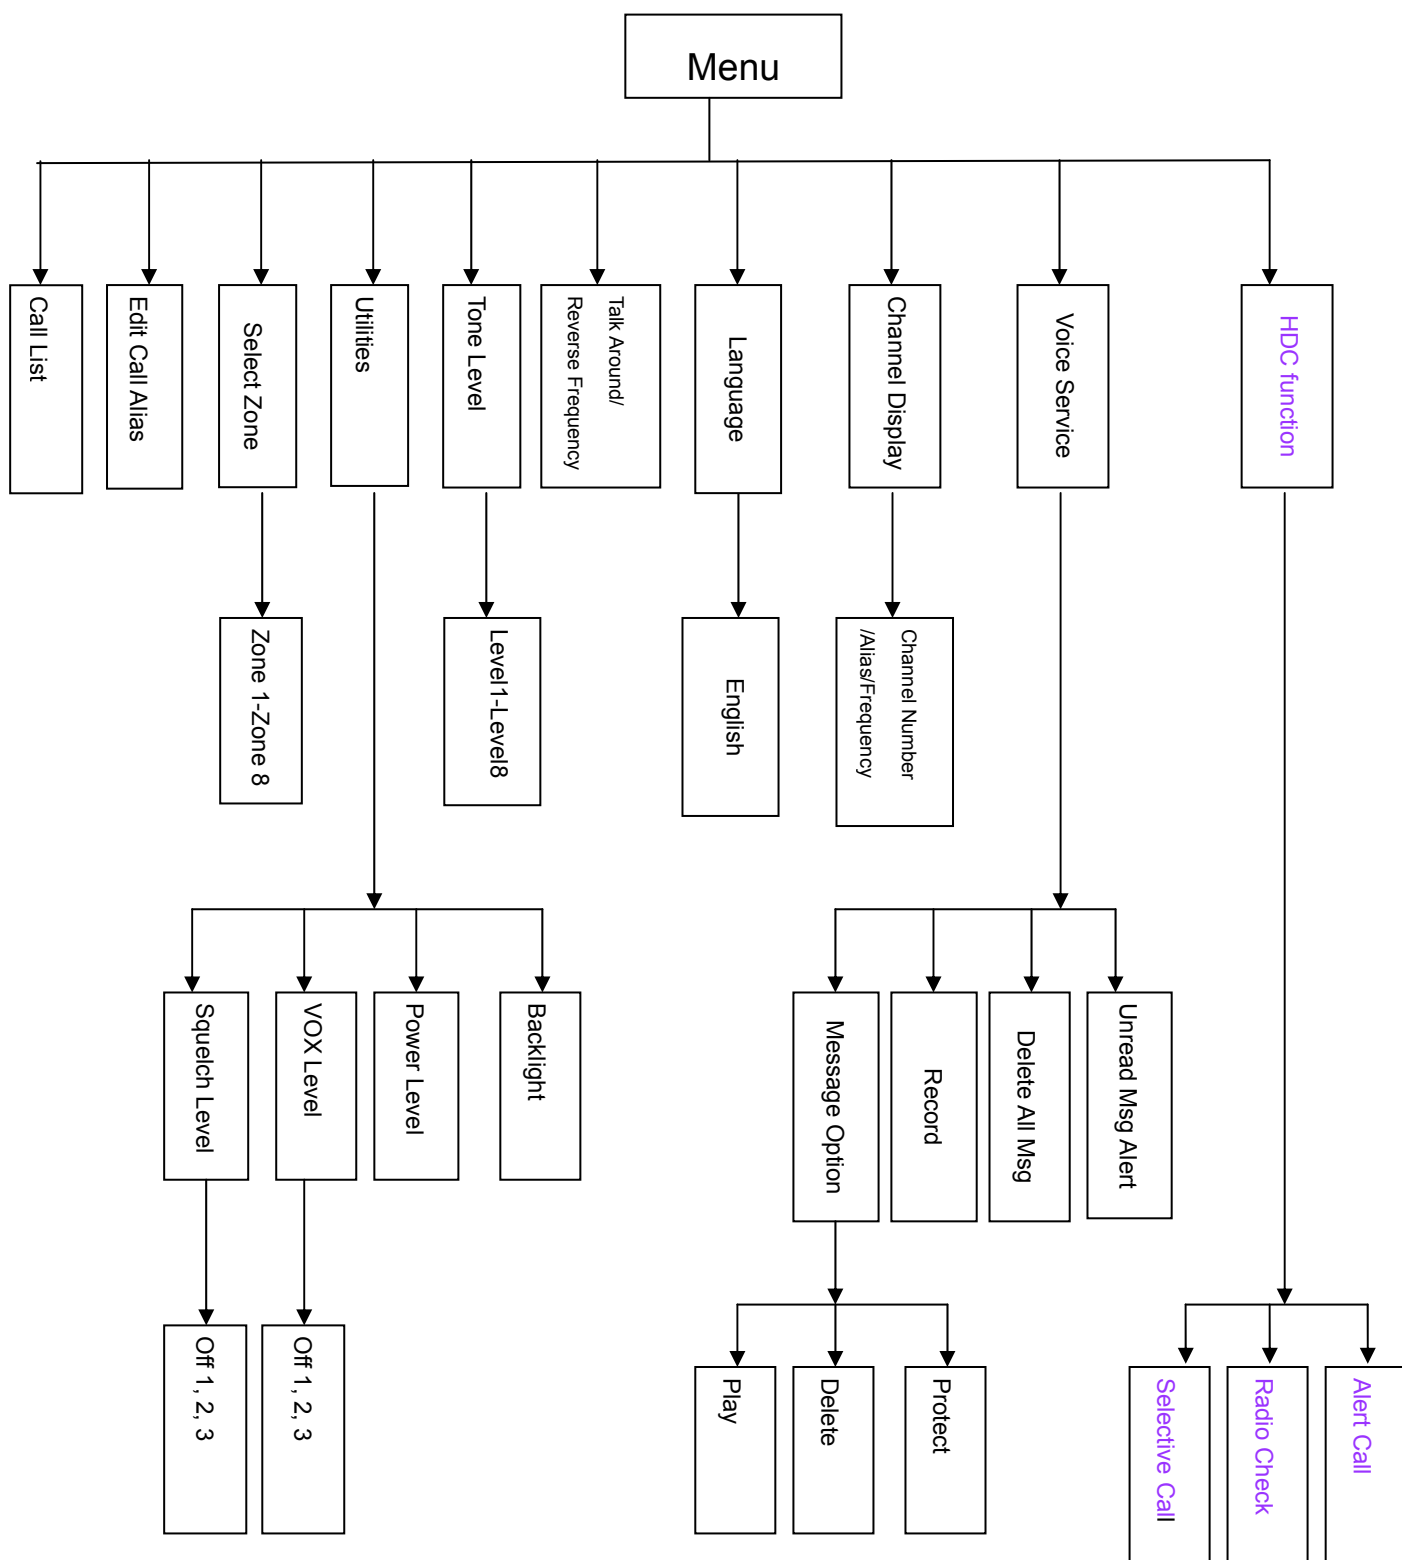 Menu
Call List
Edit Call Alias
Select Zone
Utilities
Tone Level
Talk Around/
Reverse Frequency
Language
Channel Display
Voice Service
HDC function
Zone 1-Zone 8
Level1-Level8
English
Channel Number
/Alias/Frequency
Squelch Level
VOX Level
Power Level
Backlight
Message Option
Record
Delete All Msg
Unread Msg Alert
Off 1, 2, 3
Off 1, 2, 3
Play
Delete
Protect
Selective Call
Radio Check
Alert Call